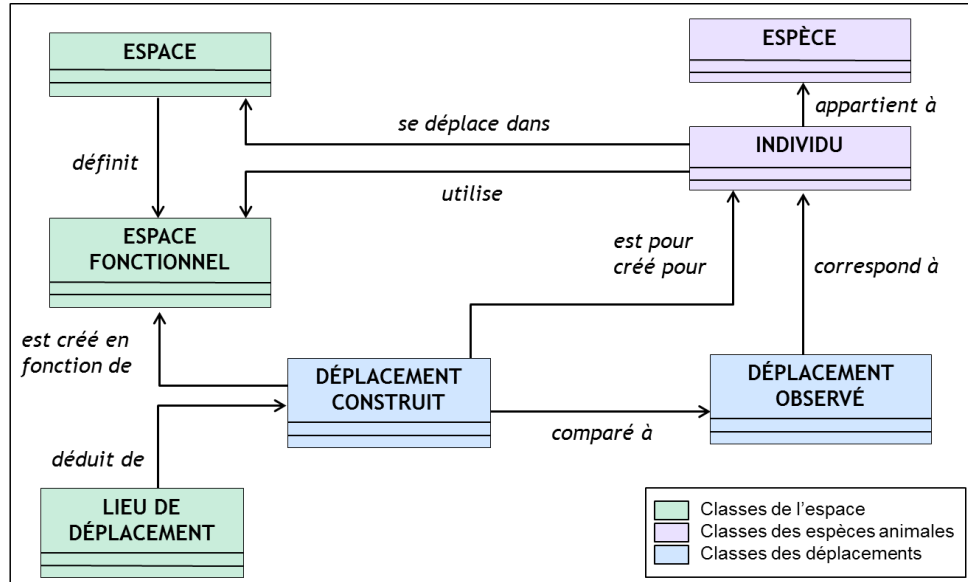 ESPACE
ESPÈCE
appartient à
se déplace dans
INDIVIDU
définit
utilise
ESPACE
FONCTIONNEL
est pour
créé pour
correspond à
est créé en
fonction de
DÉPLACEMENT
CONSTRUIT
DÉPLACEMENT
OBSERVÉ
comparé à
déduit de
LIEU DE
DÉPLACEMENT
Classes de l'espace
Classes des espèces animales
Classes des déplacements